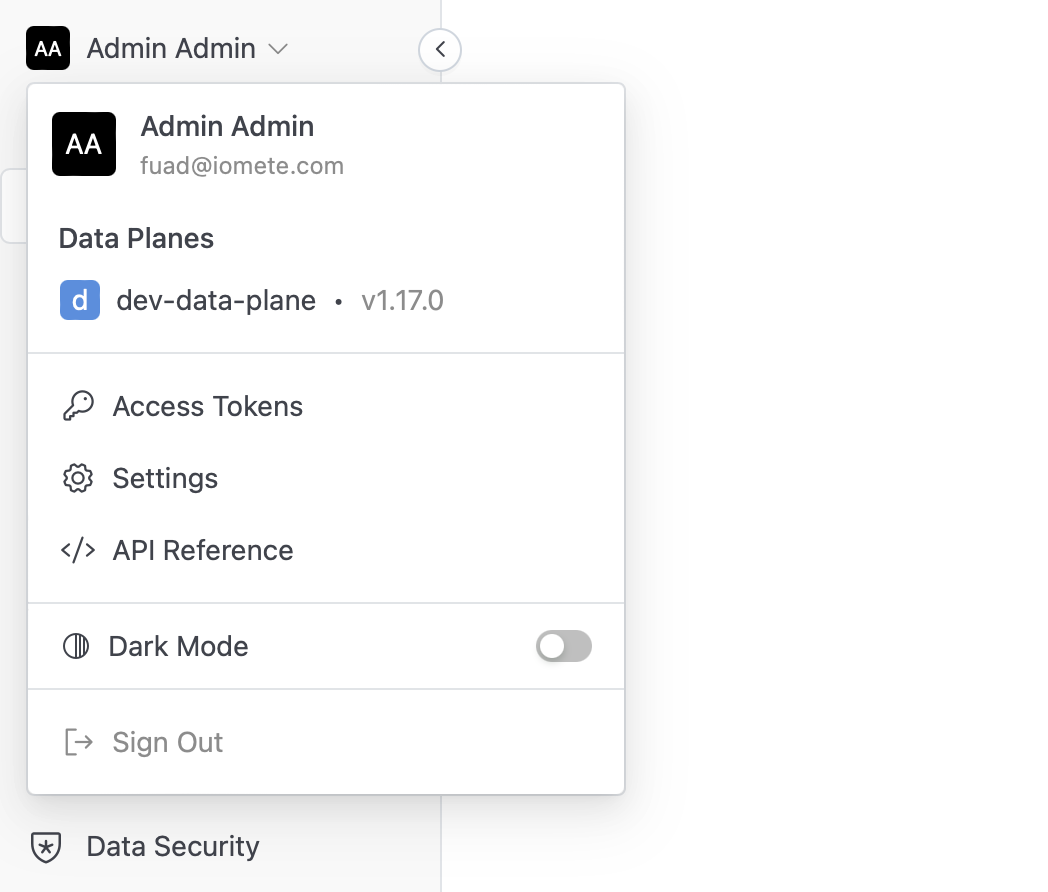 AA Admin Admin
AA Admin Admin
fuad@iomete.com
Data Planes
d dev-data-plane • v1.17.0
Access Tokens
Settings
</> API Reference
Dark Mode
Sign Out
Data Security